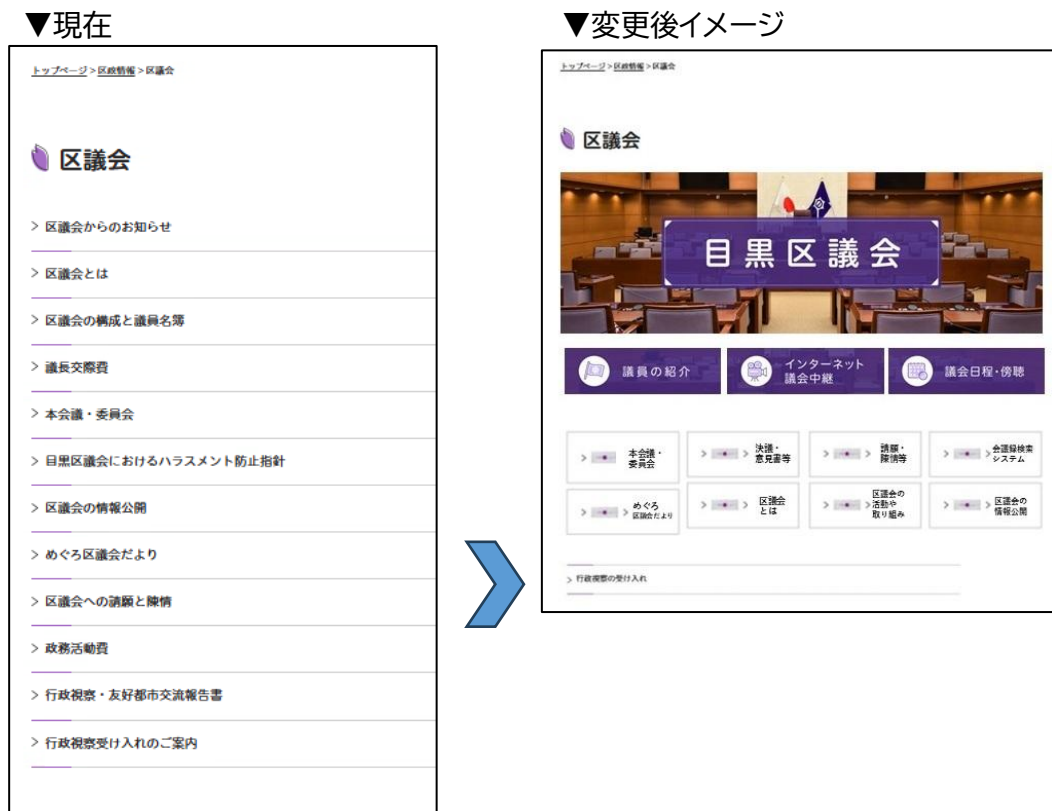 ▼現在
トップページ > 区政情報 > 区議会
区議会
> 区議会からのお知らせ
> 区議会とは
> 区議会の構成と議員名簿
> 議長交際費
> 本会議・委員会
> 目黒区議会におけるハラスメント防止指針
> 区議会の情報公開
> めぐろ区議会だより
> 区議会への請願と陳情
> 政務活動費
> 行政視察・友好都市交流報告書
> 行政視察受け入れのご案内
▼変更後イメージ
トップページ > 区政情報 > 区議会
区議会
目黒区議会
議員の紹介
インターネット
議会中継
議会日程・傍聴
> 本会議・
委員会
> > 決議・
意見書等
> > 請願・
陳情等
> > 会議録検索
システム
> > めぐろ
区議会だより
> > 区議会
とは
> > 区議会の
活動や
取り組み
> > 区議会の
情報公開
> 行政視察の受け入れ